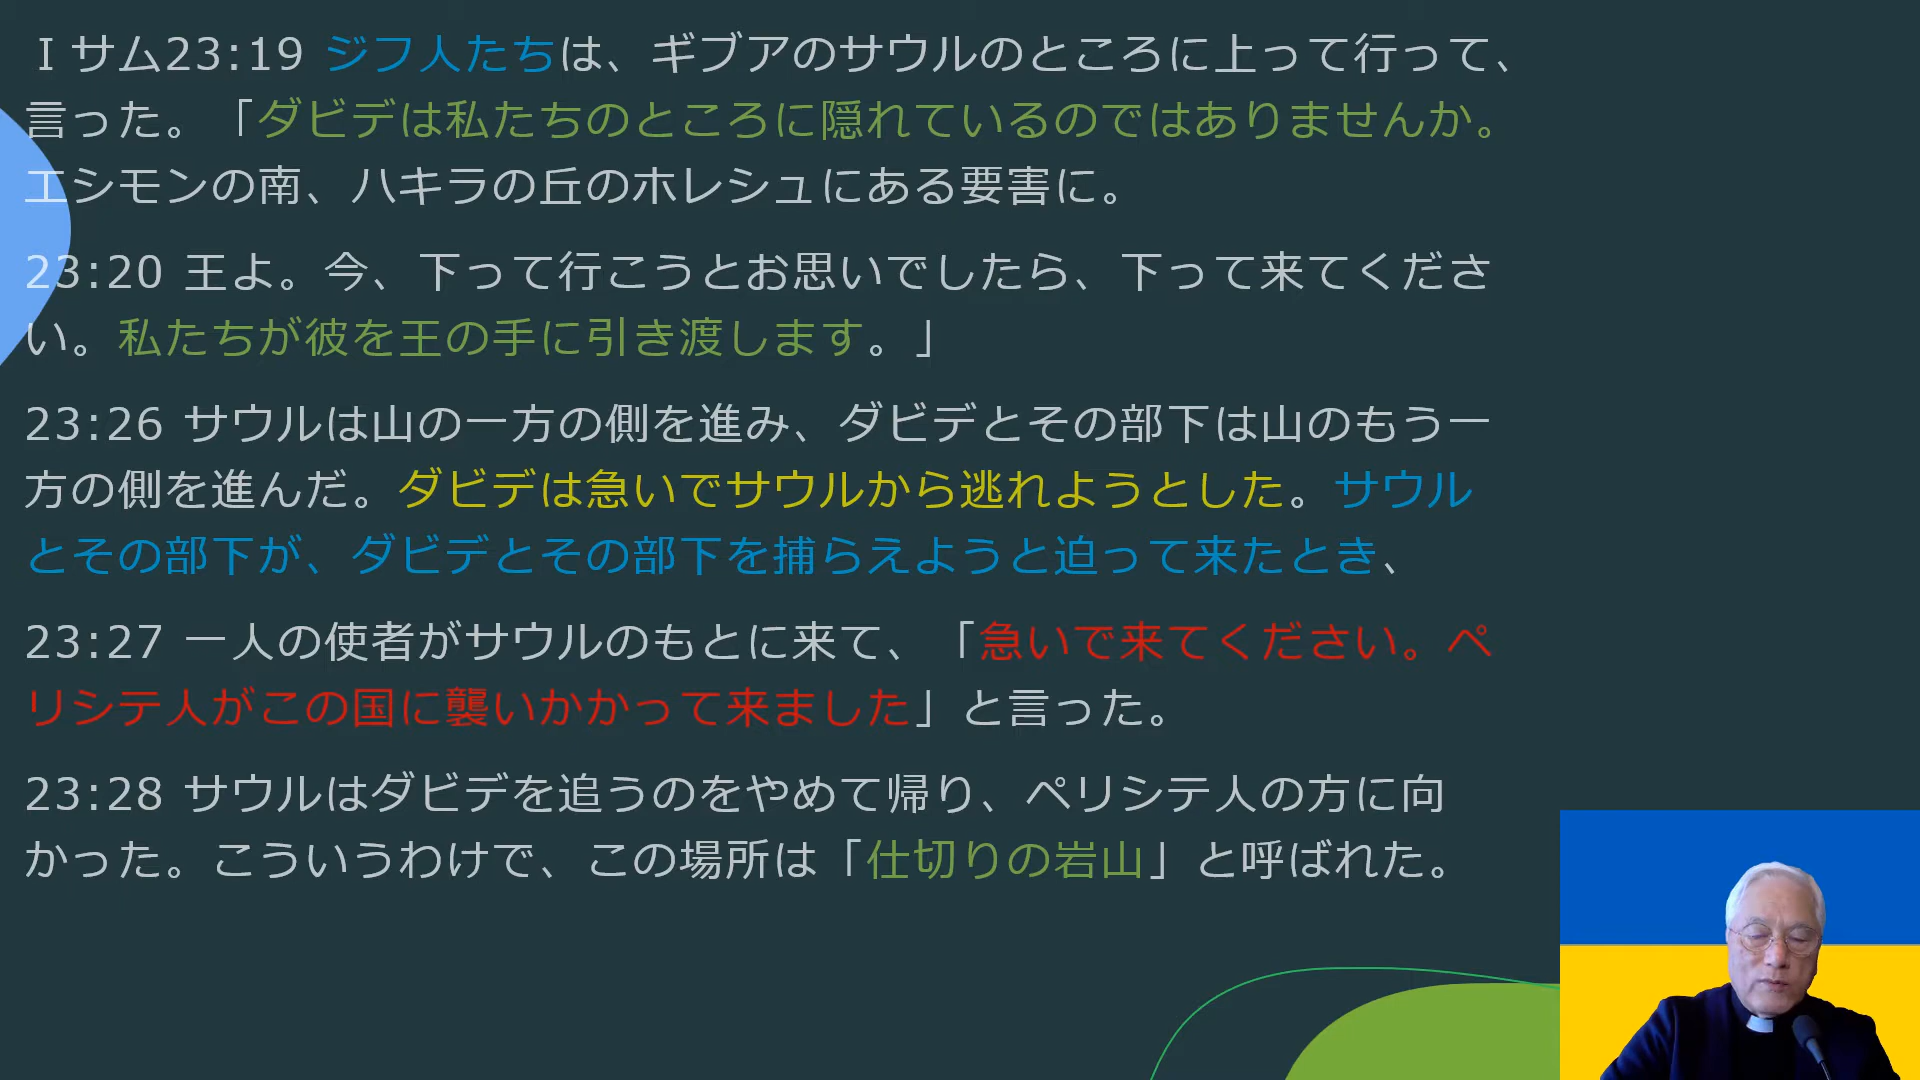 Ⅰサム23:19 ジフ人たちは、ギブアのサウルのところに上って行って、
言った。「ダビデは私たちのところに隠れているのではありませんか。
エシモンの南、ハキラの丘のホレシュにある要害に。
23:20 王よ。今、下って行こうとお思いでしたら、下って来てくださ
い。私たちが彼を王の手に引き渡します。」
23:26 サウルは山の一方の側を進み、ダビデとその部下は山のもう一
方の側を進んだ。ダビデは急いでサウルから逃れようとした。サウル
とその部下が、ダビデとその部下を捕らえようと迫って来たとき、
23:27 一人の使者がサウルのもとに来て、「急いで来てください。ペ
リシテ人がこの国に襲いかかって来ました」と言った。
23:28 サウルはダビデを追うのをやめて帰り、ペリシテ人の方に向
かった。こういうわけで、この場所は「仕切りの岩山」と呼ばれた。